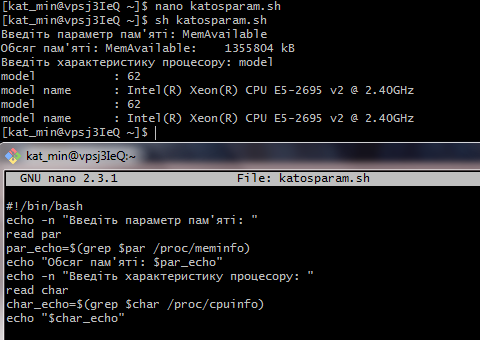 [kat_min@vpsj3IeQ ~]$ nano katosparam.sh
[kat_min@vpsj3IeQ ~]$ sh katosparam.sh
Введіть параметр пам'яті: MemAvailable
Обсяг пам'яті: MemAvailable:    1355804 kB
Введіть характеристику процесору: model
model           : 62
model name      : Intel(R) Xeon(R) CPU E5-2695 v2 @ 2.40GHz
model           : 62
model name      : Intel(R) Xeon(R) CPU E5-2695 v2 @ 2.40GHz
[kat_min@vpsj3IeQ ~]$
kat_min@vpsj3IeQ:~
GNU nano 2.3.1                File: katosparam.sh
#!/bin/bash
echo -n "Введіть параметр пам'яті: "
read par
par_echo=$(grep $par /proc/meminfo)
echo "Обсяг пам'яті: $par_echo"
echo -n "Введіть характеристику процесору: "
read char
char_echo=$(grep $char /proc/cpuinfo)
echo "$char_echo"